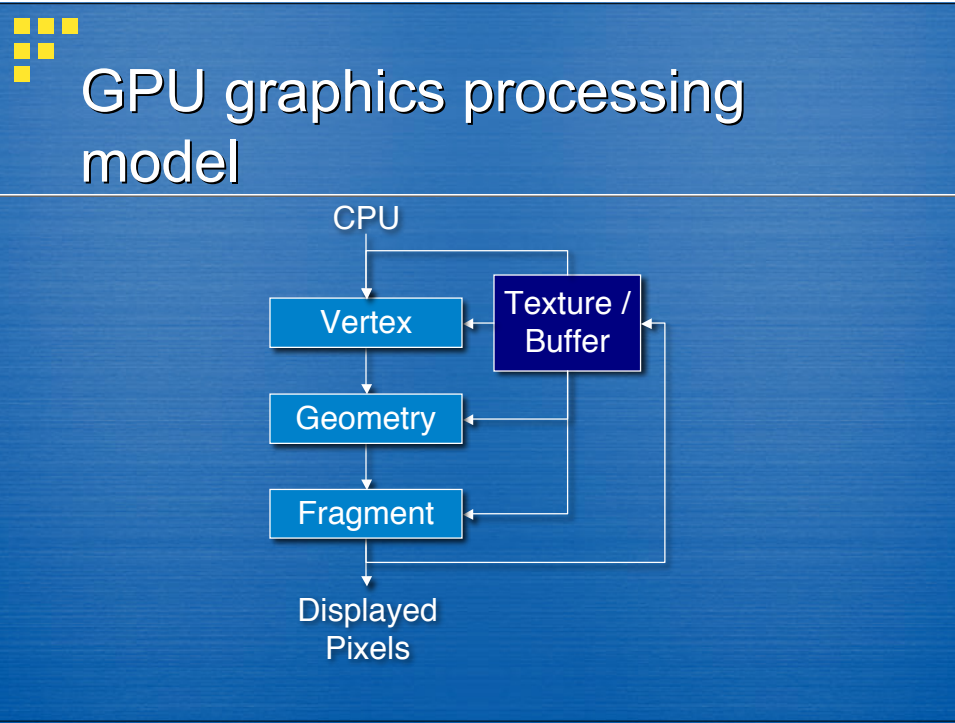 GPU graphics processing
model
CPU
Texture /
Buffer
Vertex
Geometry
Fragment
Displayed
Pixels